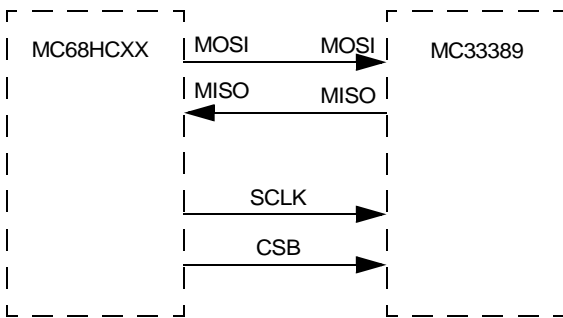 MC68HCXX MOSI MOSI MC33389
MISO MISO
SCLK
CSB